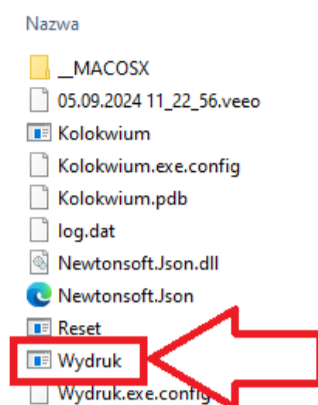 Nazwa
__MACOSX
05.09.2024 11_22_56.veeo
Kolokwium
Kolokwium.exe.config
Kolokwium.pdb
log.dat
Newtonsoft.Json.dll
Newtonsoft.Json
Reset
Wydruk
Wydruk.exe.config